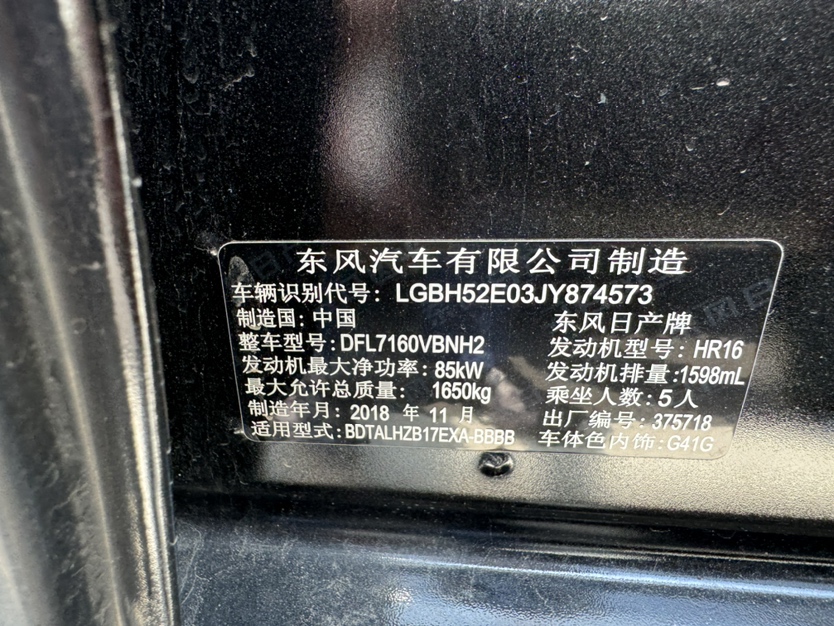 东风汽车有限公司制造
车辆识别代号: LGBH52E03JY874573
制造国: 中国 东风日产牌
整车型号: DFL7160VBNH2 发动机型号: HR16
发动机最大净功率: 85kW 发动机排量: 1598mL
最大允许总质量: 1650kg 乘坐人数: 5人
制造年月: 2018 年 11 月 出厂编号: 375718
适用型式: BDTALHZB17EXA-BBBB 车体色内饰: G41G